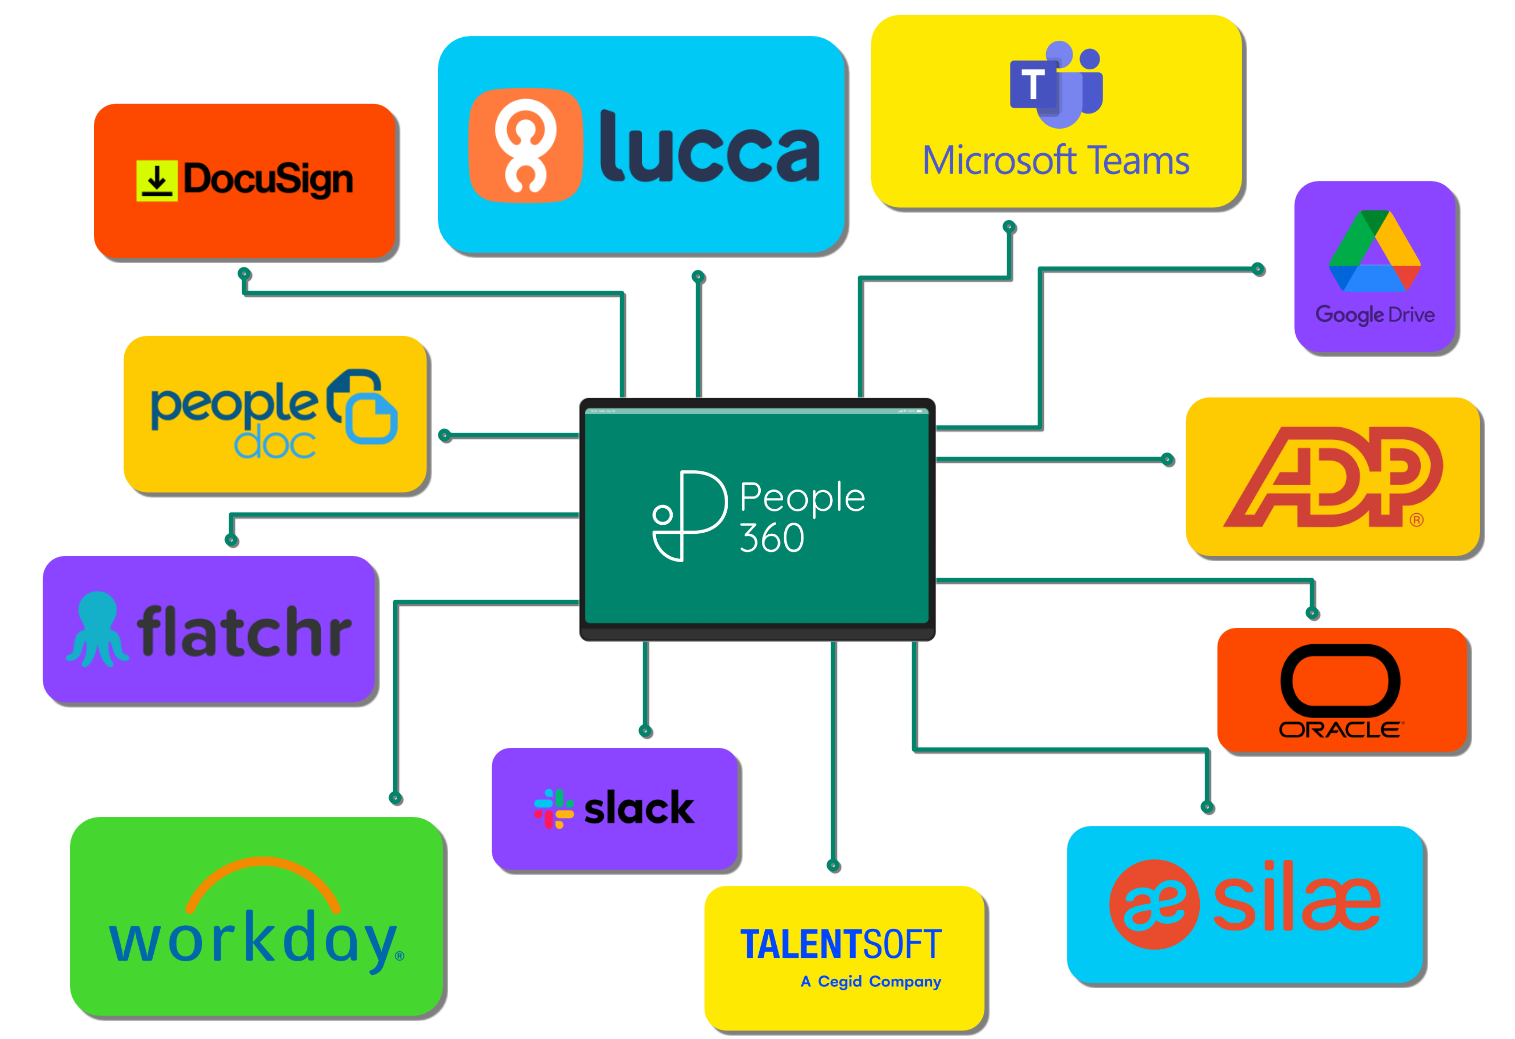 DocuSign
lucca
T
Microsoft Teams
Google Drive
people
doc
ADP®
People
360
flatchr
ORACLE
slack
workday®
TALENTSOFT
A Cegid Company
æ silæ